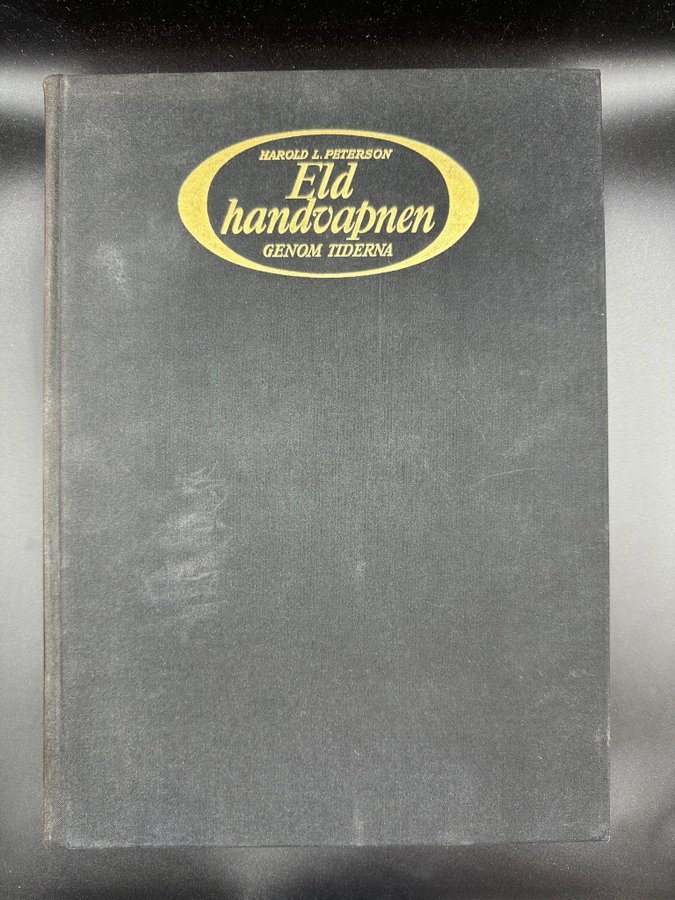 HAROLD L. PETERSON
Eld
handvapnen
GENOM TIDERNA